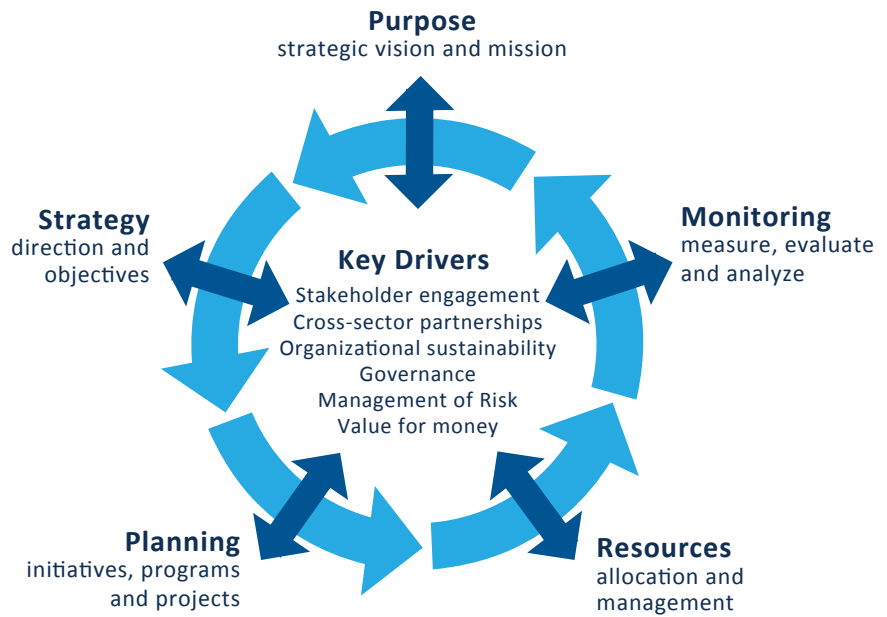 Purpose
strategic vision and mission
Strategy
direction and
objectives
Monitoring
measure, evaluate
and analyze
Key Drivers
Stakeholder engagement
Cross-sector partnerships
Organizational sustainability
Governance
Management of Risk
Value for money
Planning
initiatives, programs
and projects
Resources
allocation and
management